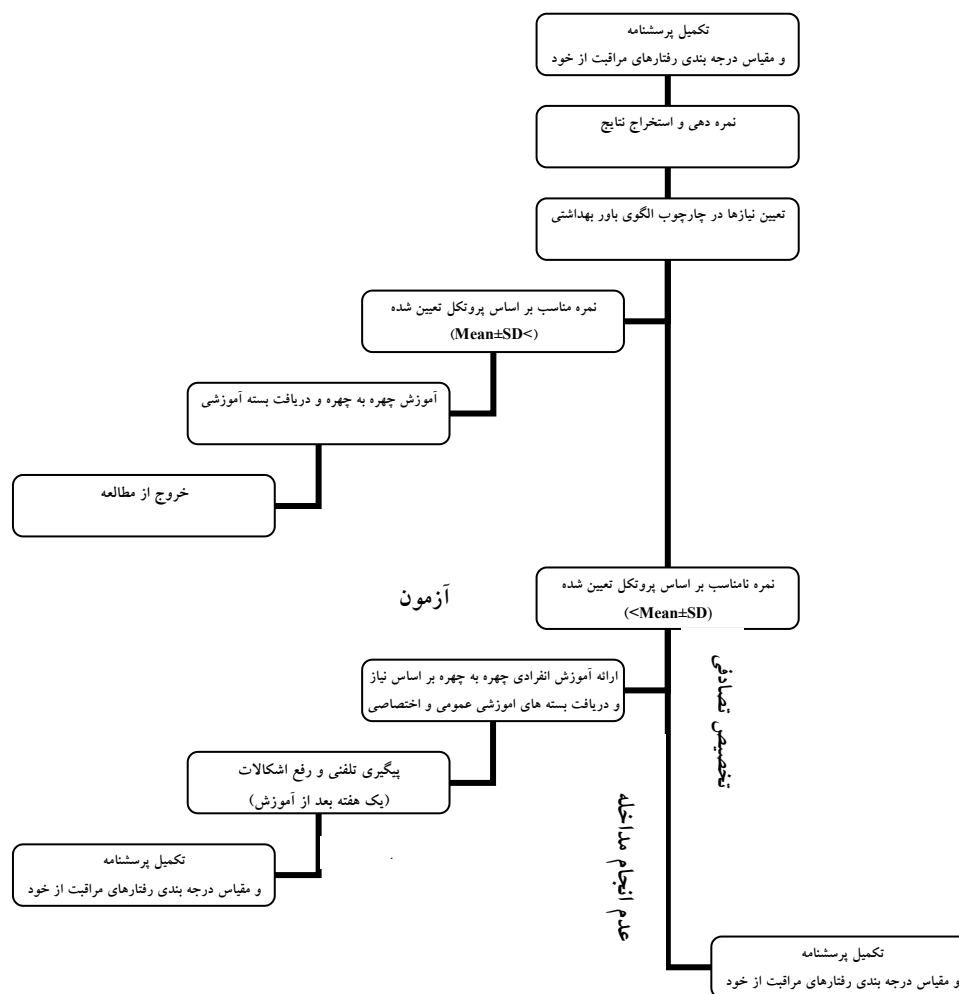 تکمیل پرسشنامه
و مقیاس درجه بندی رفتارهای مراقبت از خود
نمره دهی و استخراج نتایج
تعیین نیازها در چارچوب الگوی باور بهداشتی
نمره مناسب بر اساس پروتکل تعیین شده
(Mean±SD<)
آموزش چهره به چهره و دریافت بسته آموزشی
خروج از مطالعه
نمره نامناسب بر اساس پروتکل تعیین شده
(<Mean±SD)
آزمون
تخصیص تصادفی
ارائه آموزش انفرادی چهره به چهره بر اساس نیاز
و دریافت بسته های اموزشی عمومی و اختصاصی
پیگیری تلفنی و رفع اشکالات
(یک هفته بعد از آموزش)
عدم انجام مداخله
تکمیل پرسشنامه
و مقیاس درجه بندی رفتارهای مراقبت از خود
تکمیل پرسشنامه
و مقیاس درجه بندی رفتارهای مراقبت از خود